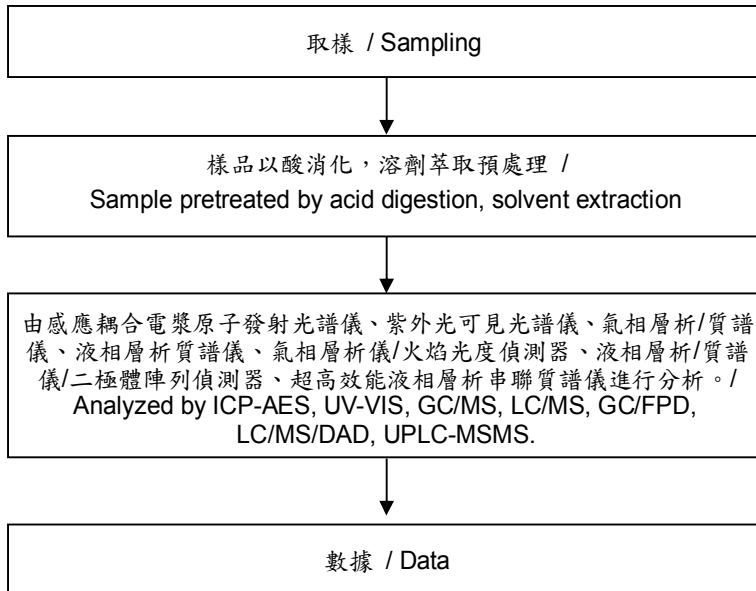 取樣 / Sampling
樣品以酸消化，溶劑萃取預處理 /
Sample pretreated by acid digestion, solvent extraction
由感應耦合電漿原子發射光譜儀、紫外光可見光譜儀、氣相層析/質譜
儀、液相層析質譜儀、氣相層析儀/火焰光度偵測器、液相層析/質譜
儀/二極體陣列偵測器、超高效能液相層析串聯質譜儀進行分析。/
Analyzed by ICP-AES, UV-VIS, GC/MS, LC/MS, GC/FPD,
LC/MS/DAD, UPLC-MSMS.
數據 / Data